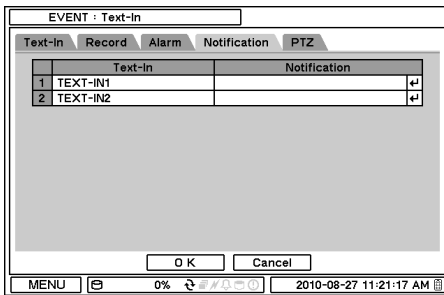 EVENT : Text-In
Text-In Record Alarm Notification PTZ
Text-In Notification
1 TEXT-IN1
2 TEXT-IN2
O K Cancel
MENU 0% 2010-08-27 11:21:17 AM